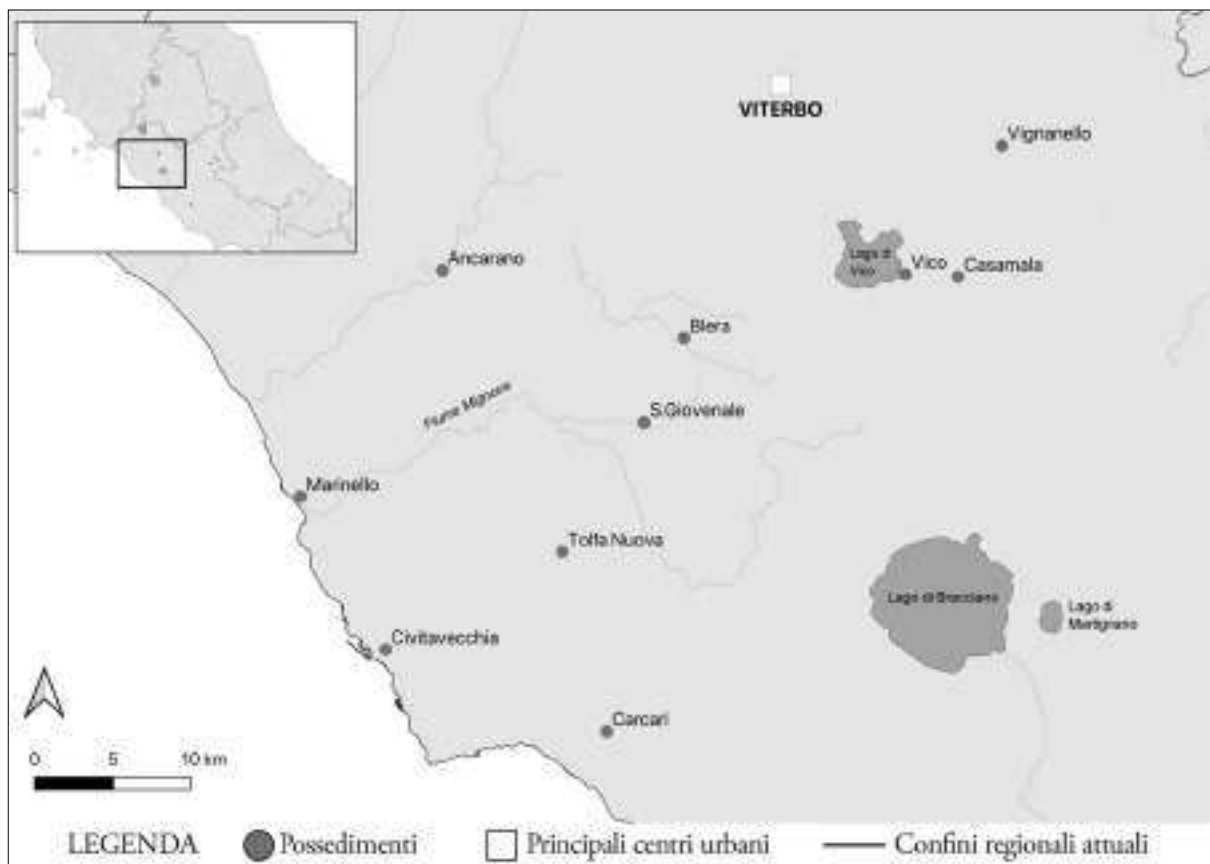 VITERBO
Vignanello
Ancarano
Lago di
Vico
Vico
Casamala
Blera
Fiume Mignone
S.Giovenale
Marinello
Tolfa Nuova
Lago di Bracciano
Lago di
Martignano
Civitavecchia
Carcari
0 5 10 km
LEGENDA Possedimenti Principali centri urbani Confini regionali attuali